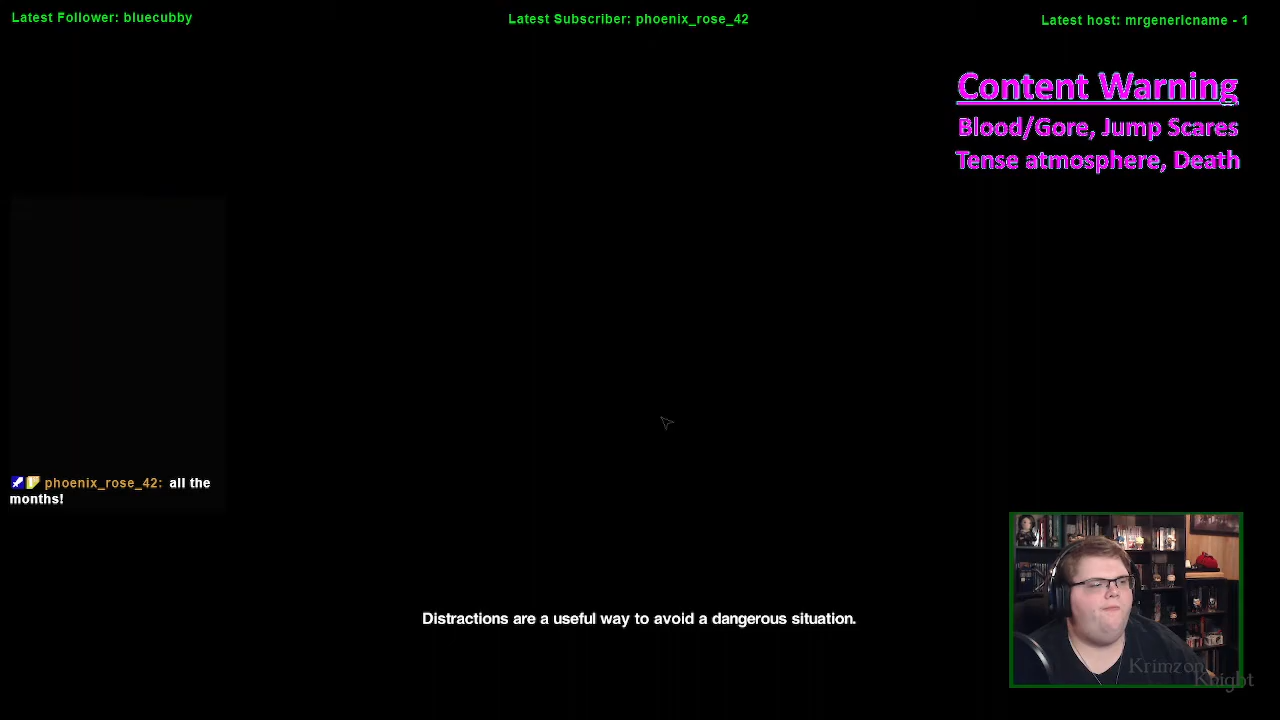 Latest Follower: bluecubby
Latest Subscriber: phoenix_rose_42
Latest host: mrgenericname - 1
Content Warning
Blood/Gore, Jump Scares
Tense atmosphere, Death
phoenix_rose_42: all the
months!
Distractions are a useful way to avoid a dangerous situation.
Krimzon
Knight